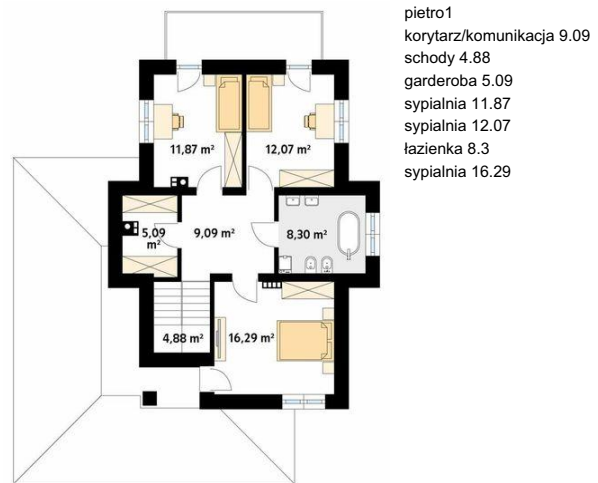 pietro1
korytarz/komunikacja 9.09
schody 4.88
garderoba 5.09
sypialnia 11.87
sypialnia 12.07
łazienka 8.3
sypialnia 16.29
11,87 m²
12,07 m²
5,09
m²
9,09 m²
8,30 m²
4,88 m²
16,29 m²